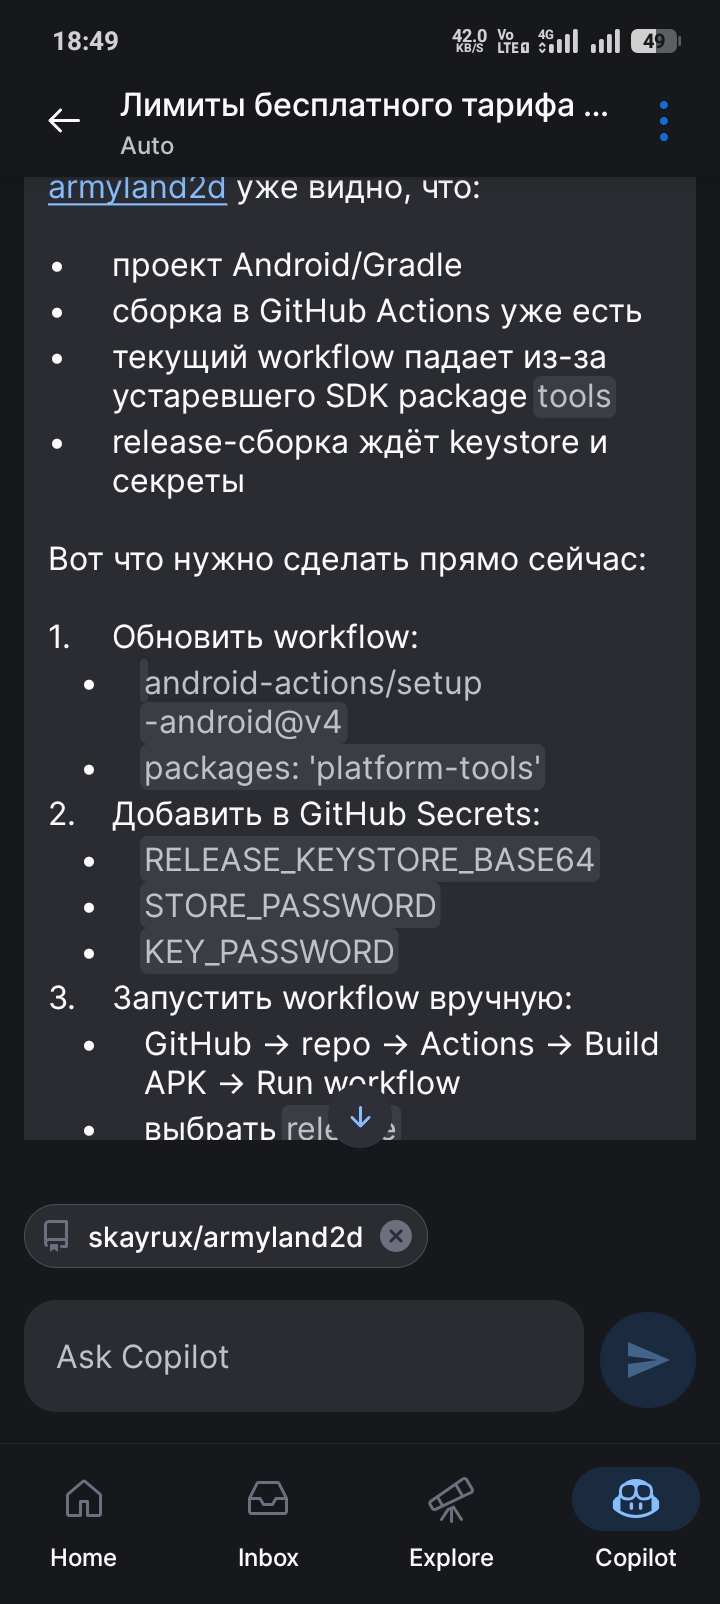 18:49
42.0 KB/S Vo LTE 4G 49
Лимиты бесплатного тарифа ...
Auto
armyland2d уже видно, что:
• проект Android/Gradle
• сборка в GitHub Actions уже есть
• текущий workflow падает из-за
устаревшего SDK package tools
• release-сборка ждёт keystore и
секреты
Вот что нужно сделать прямо сейчас:
1. Обновить workflow:
• android-actions/setup
-android@v4
• packages: 'platform-tools'
2. Добавить в GitHub Secrets:
• RELEASE_KEYSTORE_BASE64
• STORE_PASSWORD
• KEY_PASSWORD
3. Запустить workflow вручную:
• GitHub → repo → Actions → Build
APK → Run workflow
• выбрать
skayrux/armyland2d
Ask Copilot
Home
Inbox
Explore
Copilot